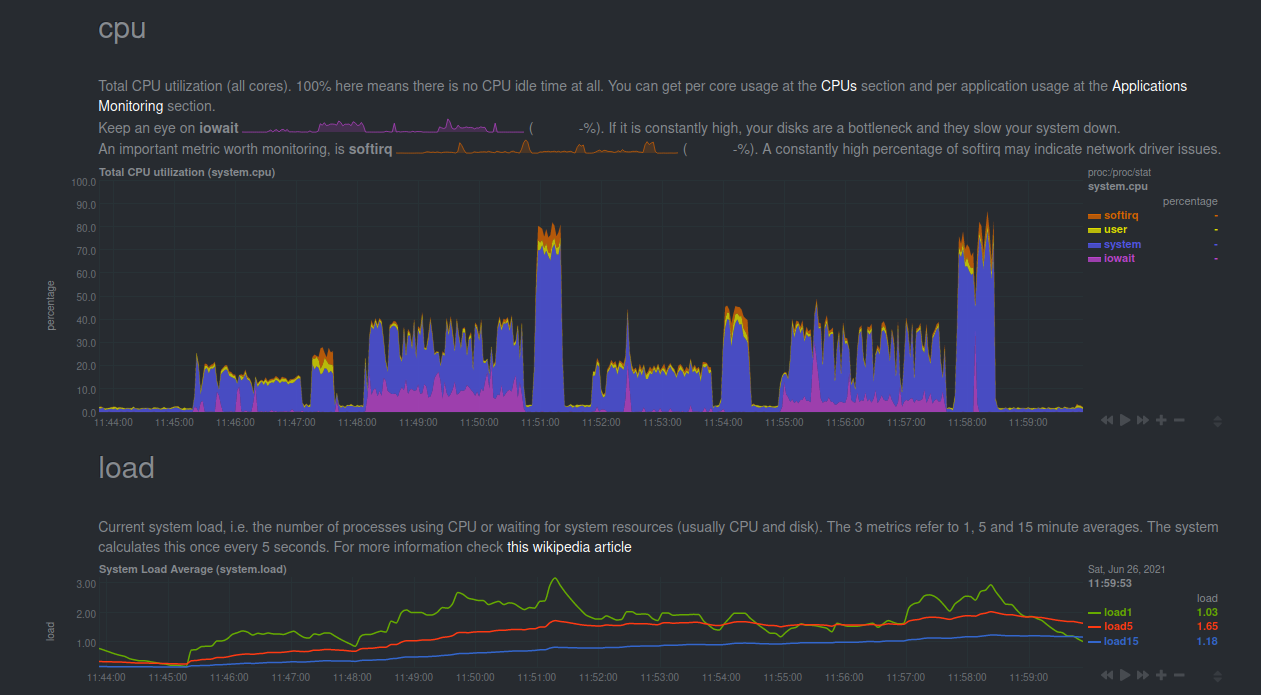 cpu
Total CPU utilization (all cores). 100% here means there is no CPU idle time at all. You can get per core usage at the CPUs section and per application usage at the Applications
Monitoring section.
Keep an eye on iowait ( -%). If it is constantly high, your disks are a bottleneck and they slow your system down.
An important metric worth monitoring, is softirq ( -%). A constantly high percentage of softirq may indicate network driver issues.
Total CPU utilization (system.cpu)
proc:/proc/stat
system.cpu
percentage
softirq -
user -
system -
iowait -
percentage
100.0
90.0
80.0
70.0
60.0
50.0
40.0
30.0
20.0
10.0
0.0
11:44:00 11:45:00 11:46:00 11:47:00 11:48:00 11:49:00 11:50:00 11:51:00 11:52:00 11:53:00 11:54:00 11:55:00 11:56:00 11:57:00 11:58:00 11:59:00
load
Current system load, i.e. the number of processes using CPU or waiting for system resources (usually CPU and disk). The 3 metrics refer to 1, 5 and 15 minute averages. The system
calculates this once every 5 seconds. For more information check this wikipedia article
System Load Average (system.load)
Sat, Jun 26, 2021
11:59:53
load
load1 1.03
load5 1.65
load15 1.18
load
3.00
2.00
1.00
11:44:00 11:45:00 11:46:00 11:47:00 11:48:00 11:49:00 11:50:00 11:51:00 11:52:00 11:53:00 11:54:00 11:55:00 11:56:00 11:57:00 11:58:00 11:59:00